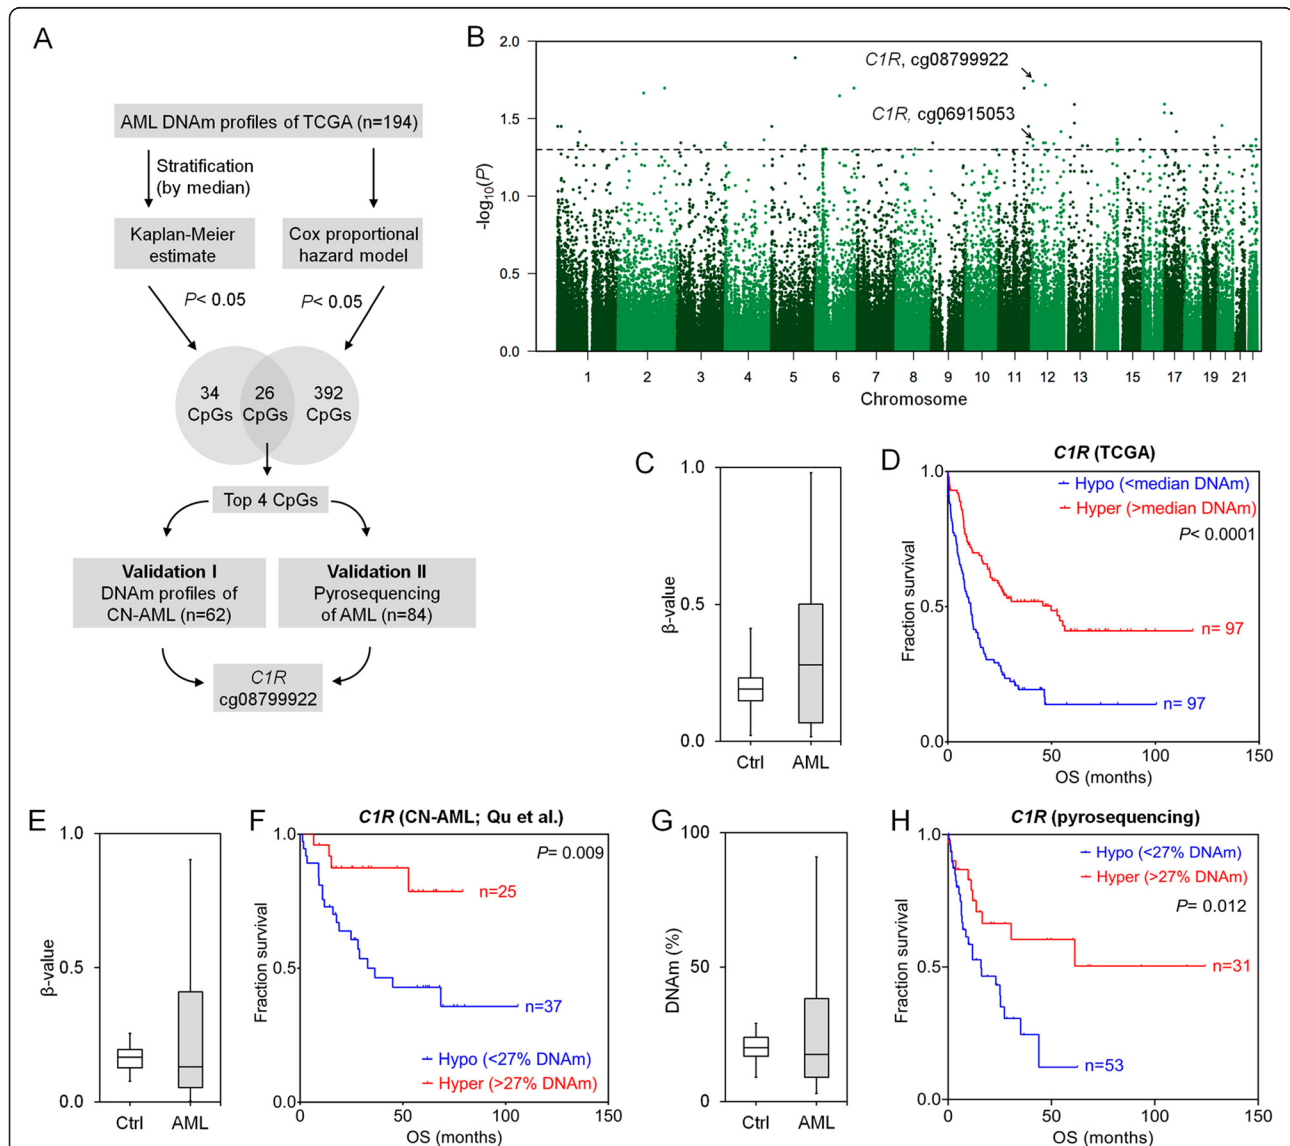 A
AML DNAm profiles of TCGA (n=194)
Stratification
(by median)
Kaplan-Meier
estimate
Cox proportional
hazard model
P< 0.05
P< 0.05
34
CpGs
26
CpGs
392
CpGs
Top 4 CpGs
Validation I
DNAm profiles of
CN-AML (n=62)
Validation II
Pyrosequencing
of AML (n=84)
C1R
cg08799922
B
C1R, cg08799922
C1R, cg06915053
-log10(P)
2.0
1.5
1.0
0.5
0.0
1 2 3 4 5 6 7 8 9 10 11 12 13 15 17 19 21
Chromosome
C
β-value
1.0
0.5
0.0
Ctrl AML
D
C1R (TCGA)
Hypo (<median DNAm)
Hyper (>median DNAm)
P< 0.0001
n= 97
n= 97
Fraction survival
1.0
0.5
0.0
0 50 100 150
OS (months)
E
β-value
1.0
0.5
0.0
Ctrl AML
F
C1R (CN-AML; Qu et al.)
P= 0.009
n=25
n=37
Hypo (<27% DNAm)
Hyper (>27% DNAm)
Fraction survival
1.0
0.5
0.0
0 50 100 150
OS (months)
G
DNAm (%)
100
50
0
Ctrl AML
H
C1R (pyrosequencing)
Hypo (<27% DNAm)
Hyper (>27% DNAm)
P= 0.012
n=31
n=53
Fraction survival
1.0
0.5
0.0
0 50 100 150
OS (months)